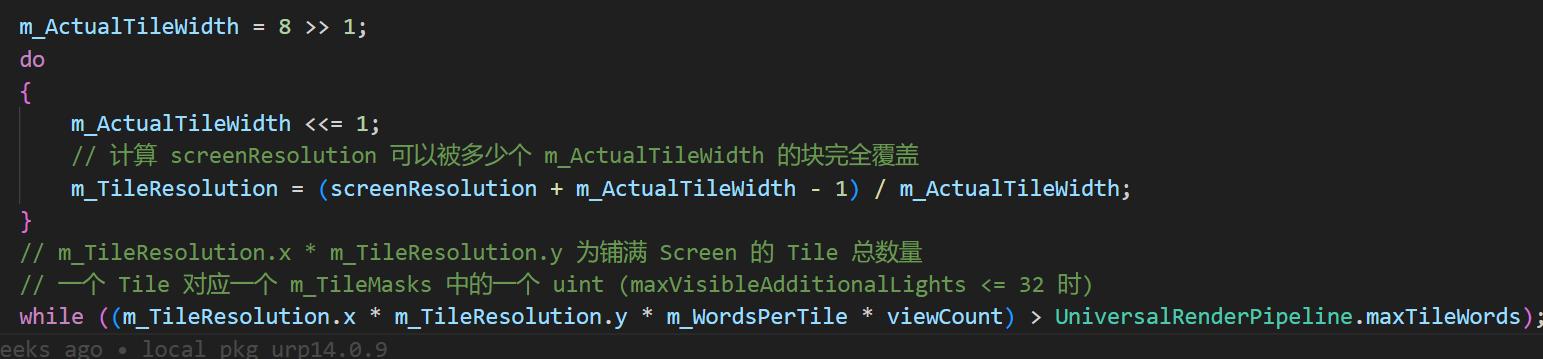 m_ActualTileWidth = 8 >> 1;
do
{
    m_ActualTileWidth <<= 1;
    // 计算 screenResolution 可以被多少个 m_ActualTileWidth 的块完全覆盖
    m_TileResolution = (screenResolution + m_ActualTileWidth - 1) / m_ActualTileWidth;
}
// m_TileResolution.x * m_TileResolution.y 为铺满 Screen 的 Tile 总数量
// 一个 Tile 对应一个 m_TileMasks 中的一个 uint (maxVisibleAdditionalLights <= 32 时)
while ((m_TileResolution.x * m_TileResolution.y * m_WordsPerTile * viewCount) > UniversalRenderPipeline.maxTileWords);
eeks ago • local pkg urp14.0.9